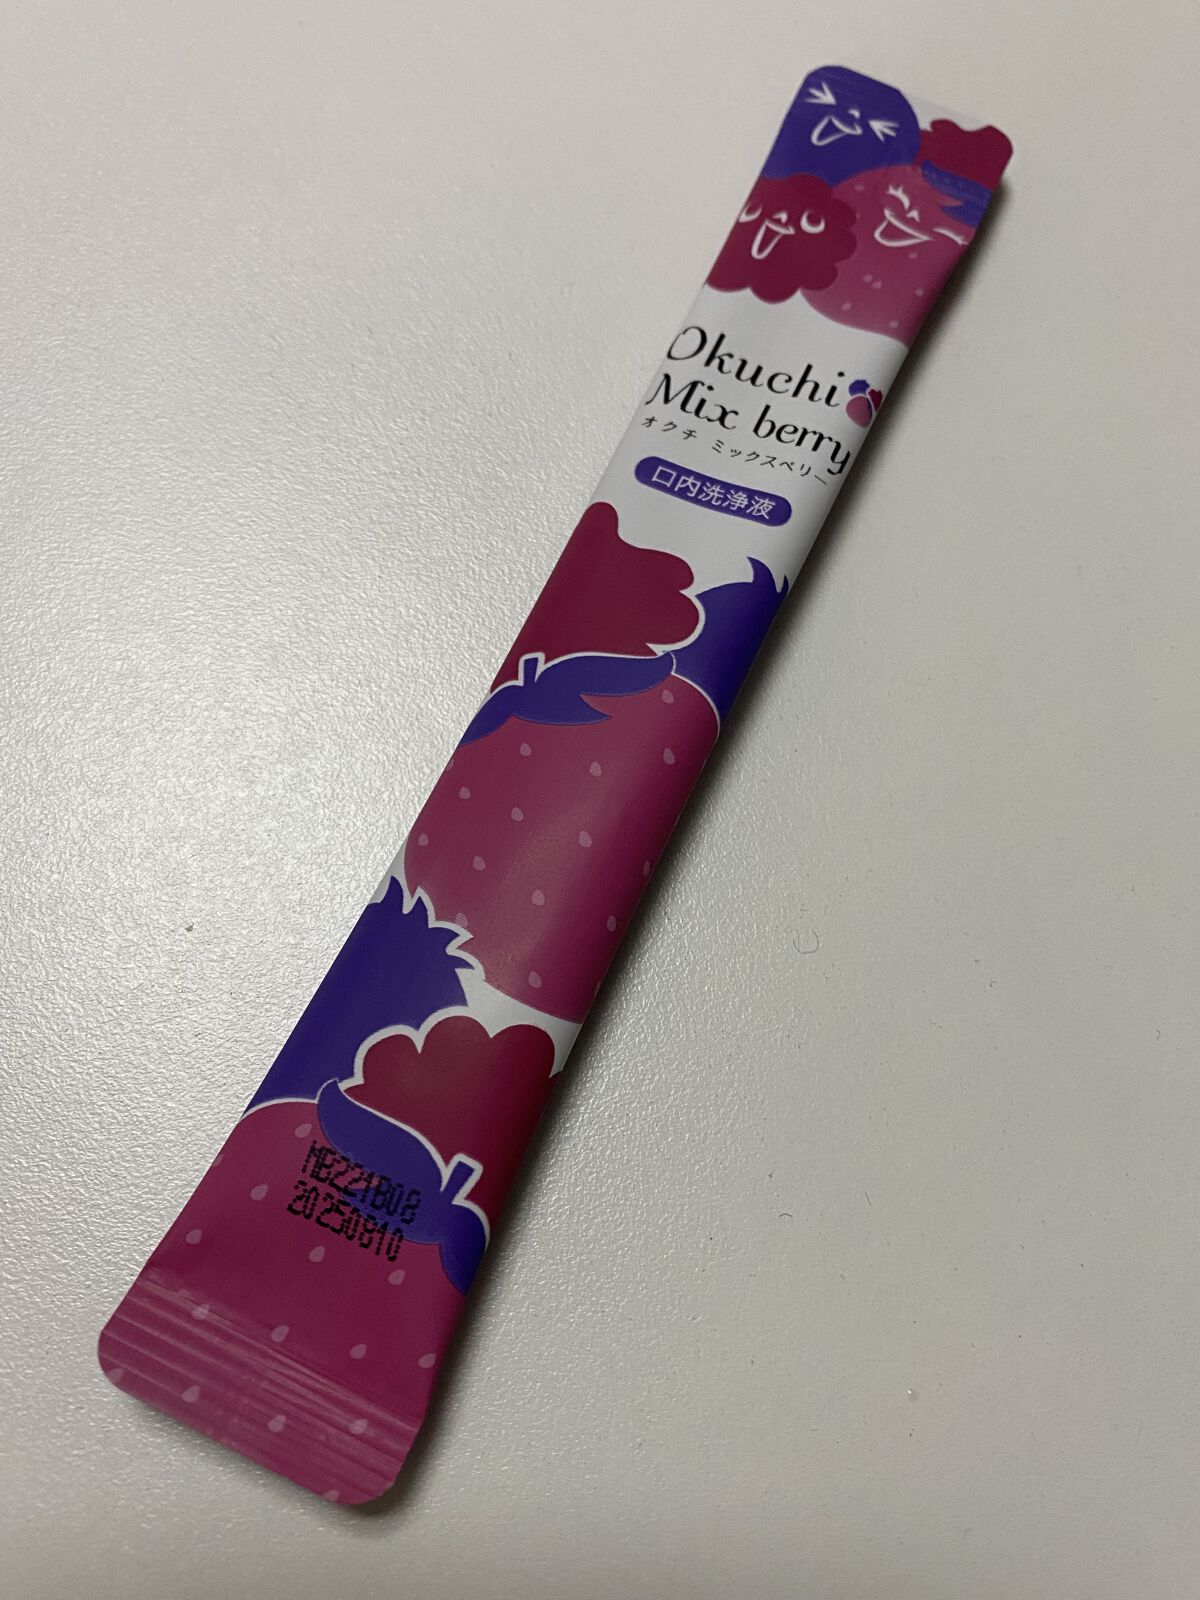 Okuchi
Mix berry
オクチ ミックスベリー
口内洗浄液
MB221B08
20250810